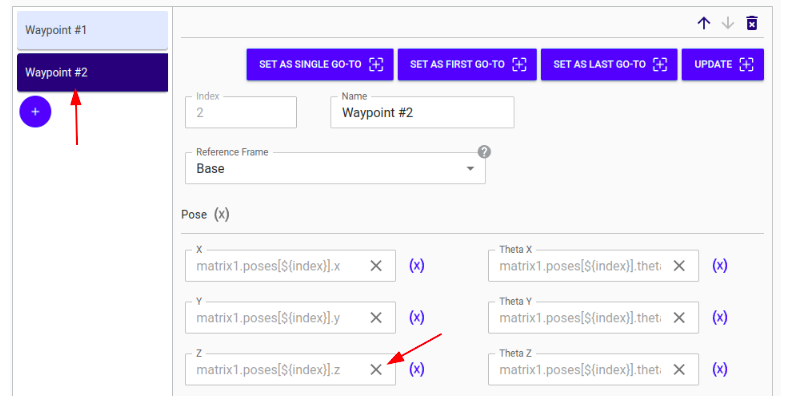 Waypoint #1
Waypoint #2
+
SET AS SINGLE GO-TO
SET AS FIRST GO-TO
SET AS LAST GO-TO
UPDATE
Index
2
Name
Waypoint #2
Reference Frame
?
Base
Pose (x)
X
matrix1.poses[${index}].x
(x)
Theta X
matrix1.poses[${index}].theta
(x)
Y
matrix1.poses[${index}].y
(x)
Theta Y
matrix1.poses[${index}].theta
(x)
Z
matrix1.poses[${index}].z
(x)
Theta Z
matrix1.poses[${index}].theta
(x)